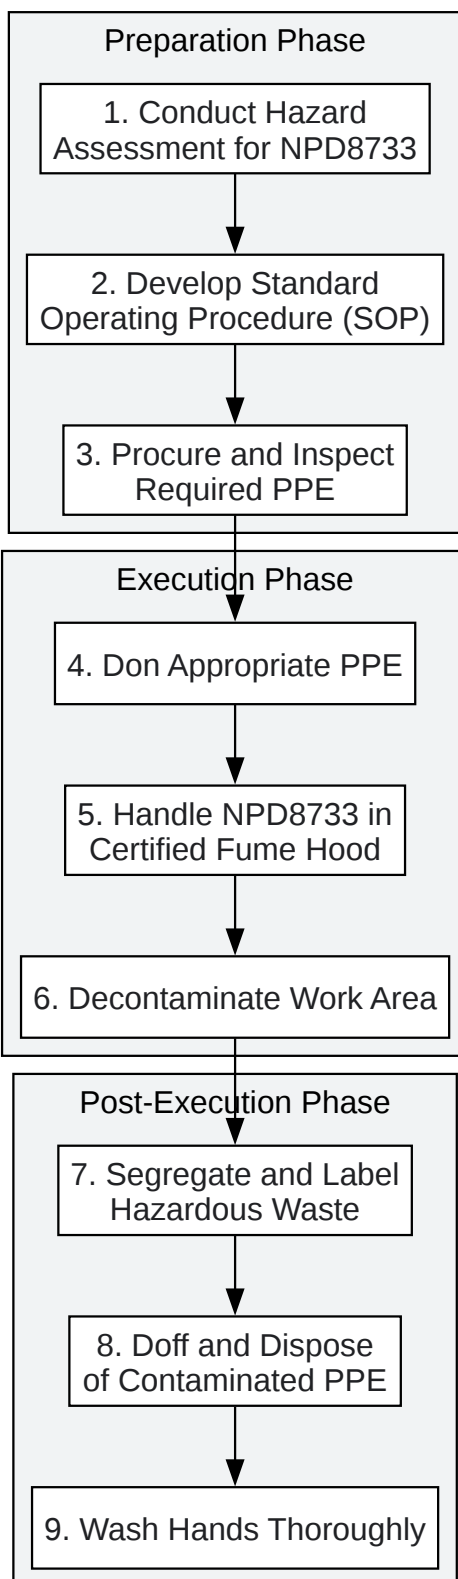 Preparation Phase
1. Conduct Hazard
Assessment for NPD8733
2. Develop Standard
Operating Procedure (SOP)
3. Procure and Inspect
Required PPE
Execution Phase
4. Don Appropriate PPE
5. Handle NPD8733 in
Certified Fume Hood
6. Decontaminate Work Area
Post-Execution Phase
7. Segregate and Label
Hazardous Waste
8. Doff and Dispose
of Contaminated PPE
9. Wash Hands Thoroughly